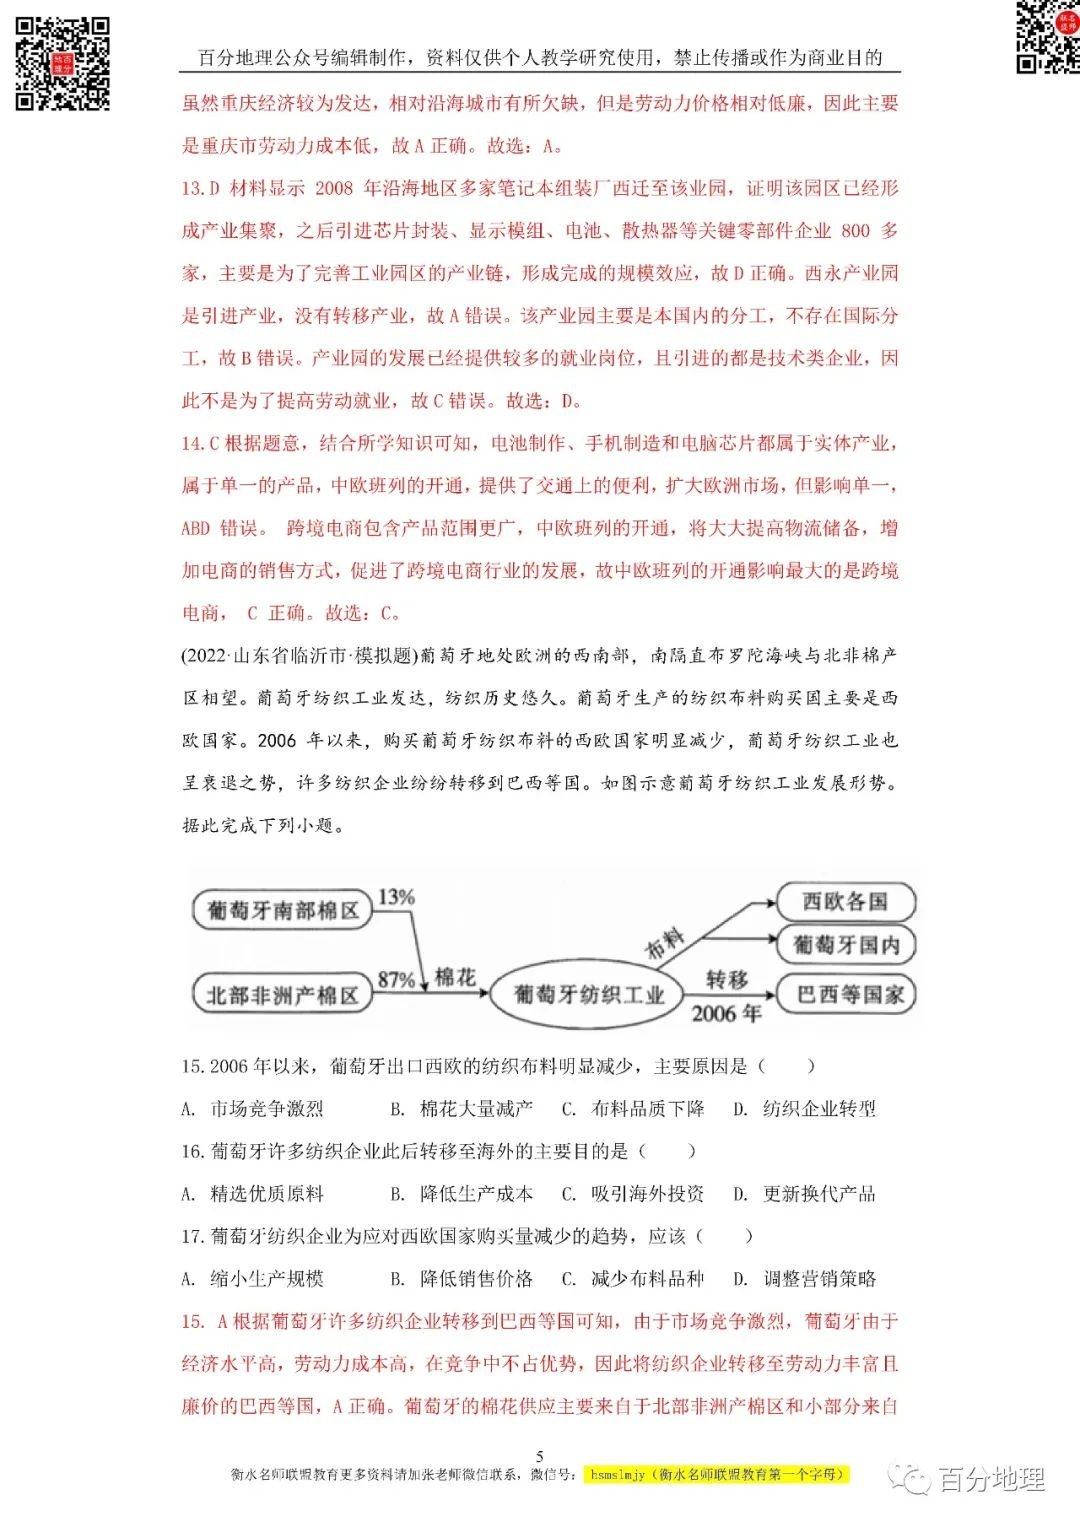 百分地理公众号编辑制作，资料仅供个人教学研究使用，禁止传播或作为商业目的
虽然重庆经济较为发达，相对沿海城市有所欠缺，但是劳动力价格相对低廉，因此主要
是重庆市劳动力成本低，故A正确。故选：A。
13.D 材料显示 2008 年沿海地区多家笔记本组装厂西迁至该业园，证明该园区已经形
成产业集聚，之后引进芯片封装、显示模组、电池、散热器等关键零部件企业 800 多
家，主要是为了完善工业园区的产业链，形成完成的规模效应，故D正确。西永产业园
是引进产业，没有转移产业，故A错误。该产业园主要是本国内的分工，不存在国际分
工，故B错误。产业园的发展已经提供较多的就业岗位，且引进的都是技术类企业，因
此不是为了提高劳动就业，故C错误。故选：D。
14.C根据题意，结合所学知识可知，电池制作、手机制造和电脑芯片都属于实体产业，
属于单一的产品，中欧班列的开通，提供了交通上的便利，扩大欧洲市场，但影响单一，
ABD 错误。 跨境电商包含产品范围更广，中欧班列的开通，将大大提高物流储备，增
加电商的销售方式，促进了跨境电商行业的发展，故中欧班列的开通影响最大的是跨境
电商， C 正确。故选：C。
(2022·山东省临沂市·模拟题)葡萄牙地处欧洲的西南部，南隔直布罗陀海峡与北非棉产
区相望。葡萄牙纺织工业发达，纺织历史悠久。葡萄牙生产的纺织布料购买国主要是西
欧国家。2006 年以来，购买葡萄牙纺织布料的西欧国家明显减少，葡萄牙纺织工业也
呈衰退之势，许多纺织企业纷纷转移到巴西等国。如图示意葡萄牙纺织工业发展形势。
据此完成下列小题。
葡萄牙南部棉区
13%
北部非洲产棉区
87%
棉花
葡萄牙纺织工业
布料
西欧各国
葡萄牙国内
转移
2006年
巴西等国家
15.2006年以来，葡萄牙出口西欧的纺织布料明显减少，主要原因是（ ）
A. 市场竞争激烈 B. 棉花大量减产 C. 布料品质下降 D. 纺织企业转型
16.葡萄牙许多纺织企业此后转移至海外的主要目的是（ ）
A. 精选优质原料 B. 降低生产成本 C. 吸引海外投资 D. 更新换代产品
17.葡萄牙纺织企业为应对西欧国家购买量减少的趋势，应该（ ）
A. 缩小生产规模 B. 降低销售价格 C. 减少布料品种 D. 调整营销策略
15. A根据葡萄牙许多纺织企业转移到巴西等国可知，由于市场竞争激烈，葡萄牙由于
经济水平高，劳动力成本高，在竞争中不占优势，因此将纺织企业转移至劳动力丰富且
廉价的巴西等国，A正确。葡萄牙的棉花供应主要来自于北部非洲产棉区和小部分来自
5
衡水名师联盟教育更多资料请加张老师微信联系，微信号： hsmslmjy（衡水名师联盟教育第一个字母）
百分地理